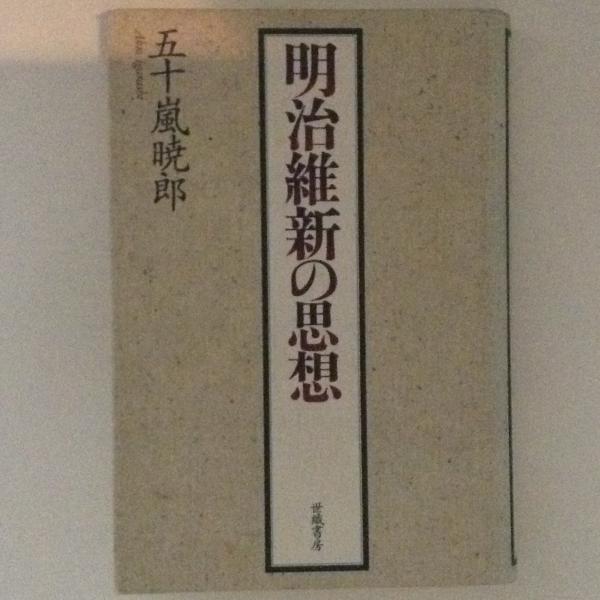 明治維新の思想
五十嵐暁郎
世織書房